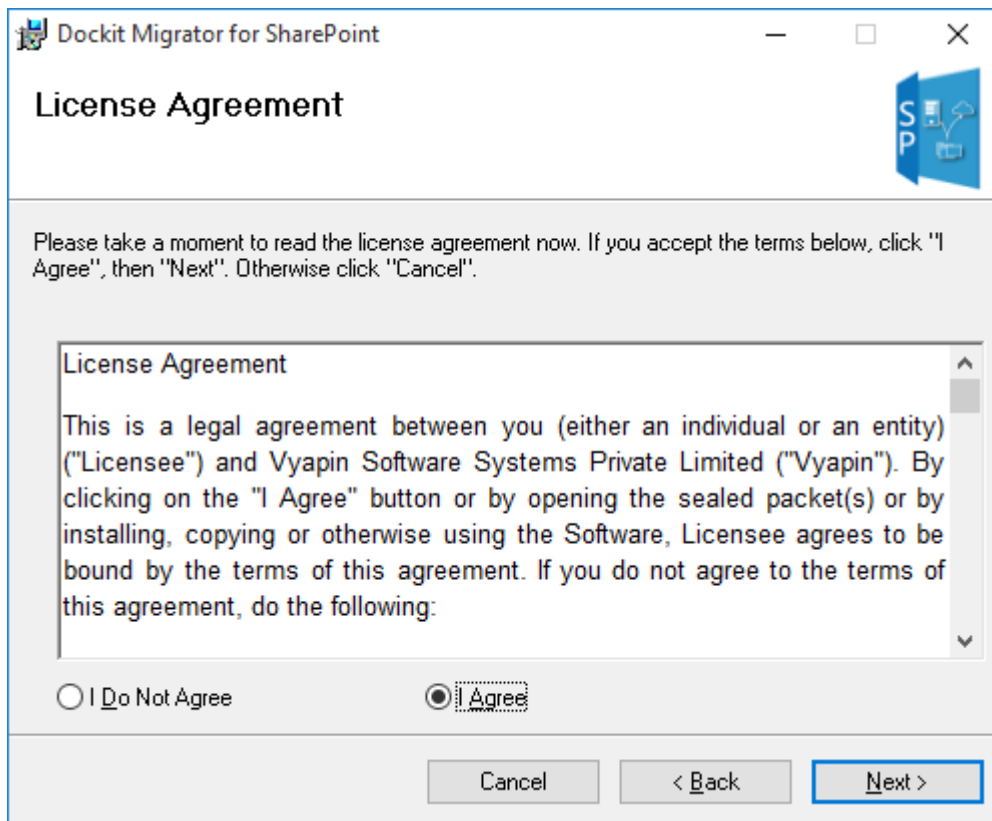 Dockit Migrator for SharePoint
License Agreement
S
P
Please take a moment to read the license agreement now. If you accept the terms below, click "I
Agree", then "Next". Otherwise click "Cancel".
License Agreement
This is a legal agreement between you (either an individual or an entity)
("Licensee") and Vyapin Software Systems Private Limited ("Vyapin"). By
clicking on the "I Agree" button or by opening the sealed packet(s) or by
installing, copying or otherwise using the Software, Licensee agrees to be
bound by the terms of this agreement. If you do not agree to the terms of
this agreement, do the following:
I Do Not Agree
I Agree
Cancel
< Back
Next >